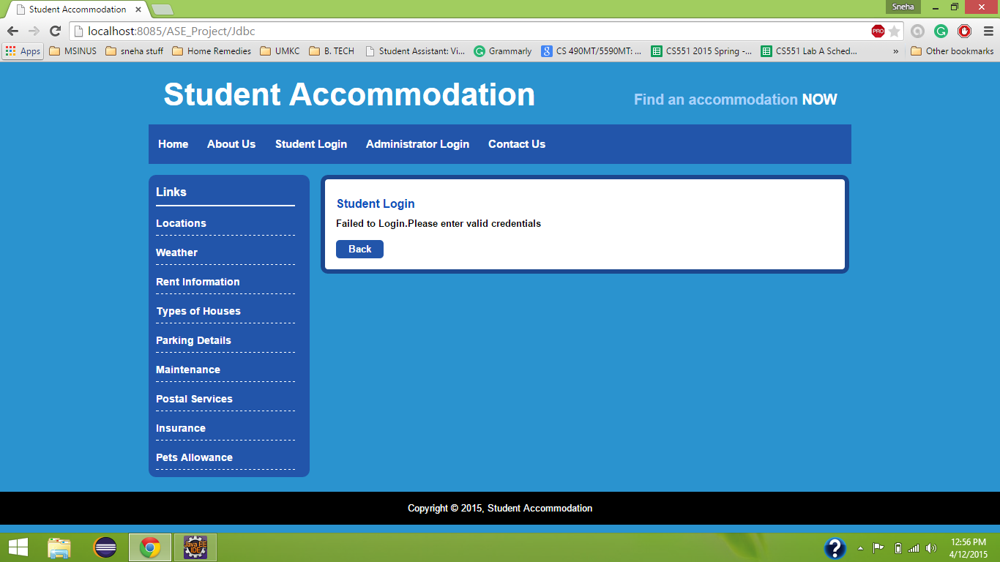 Student Accommodation
Sneha
localhost:8085/ASE_Project/Jdbc
PRO
Apps MSINUS sneha stuff Home Remedies UMKC B. TECH Student Assistant: Vi... Grammarly CS 490MT/5590MT: ... CS551 2015 Spring -... CS551 Lab A Sched... » Other bookmarks
Student Accommodation
Find an accommodation NOW
Home About Us Student Login Administrator Login Contact Us
Links
Locations
Weather
Rent Information
Types of Houses
Parking Details
Maintenance
Postal Services
Insurance
Pets Allowance
Student Login
Failed to Login.Please enter valid credentials
Back
Copyright © 2015, Student Accommodation
Java EE
IDE
12:56 PM
4/12/2015